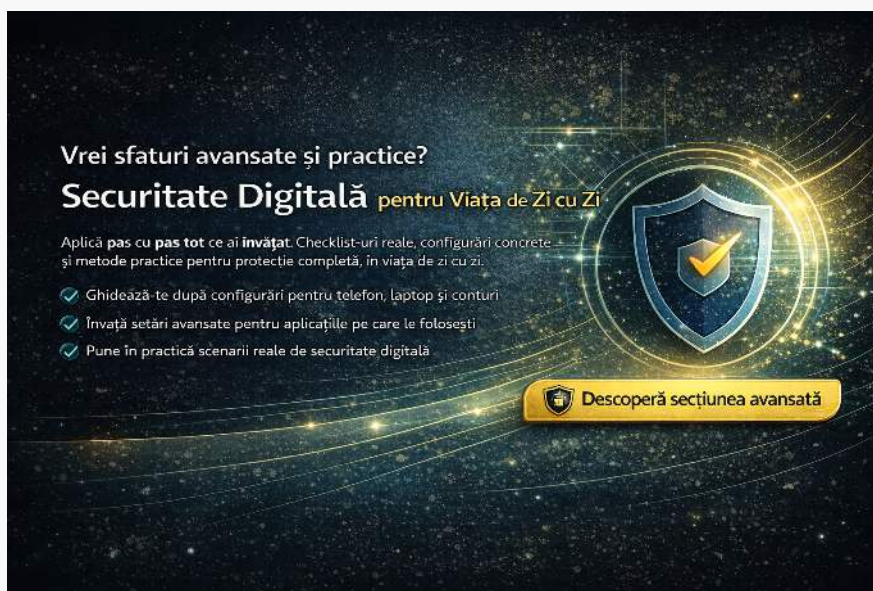 Vrei sfaturi avansate și practice?
Securitate Digitală pentru Viața de Zi cu Zi
Aplică pas cu pas tot ce ai învățat. Checklist-uri reale, configurări concrete
și metode practice pentru protecție completă, în viața de zi cu zi.
Ghidează-te după configurări pentru telefon, laptop și conturi
Învață setări avansate pentru aplicațiile pe care le folosești
Pune în practică scenarii reale de securitate digitală
Descoperă secțiunea avansată